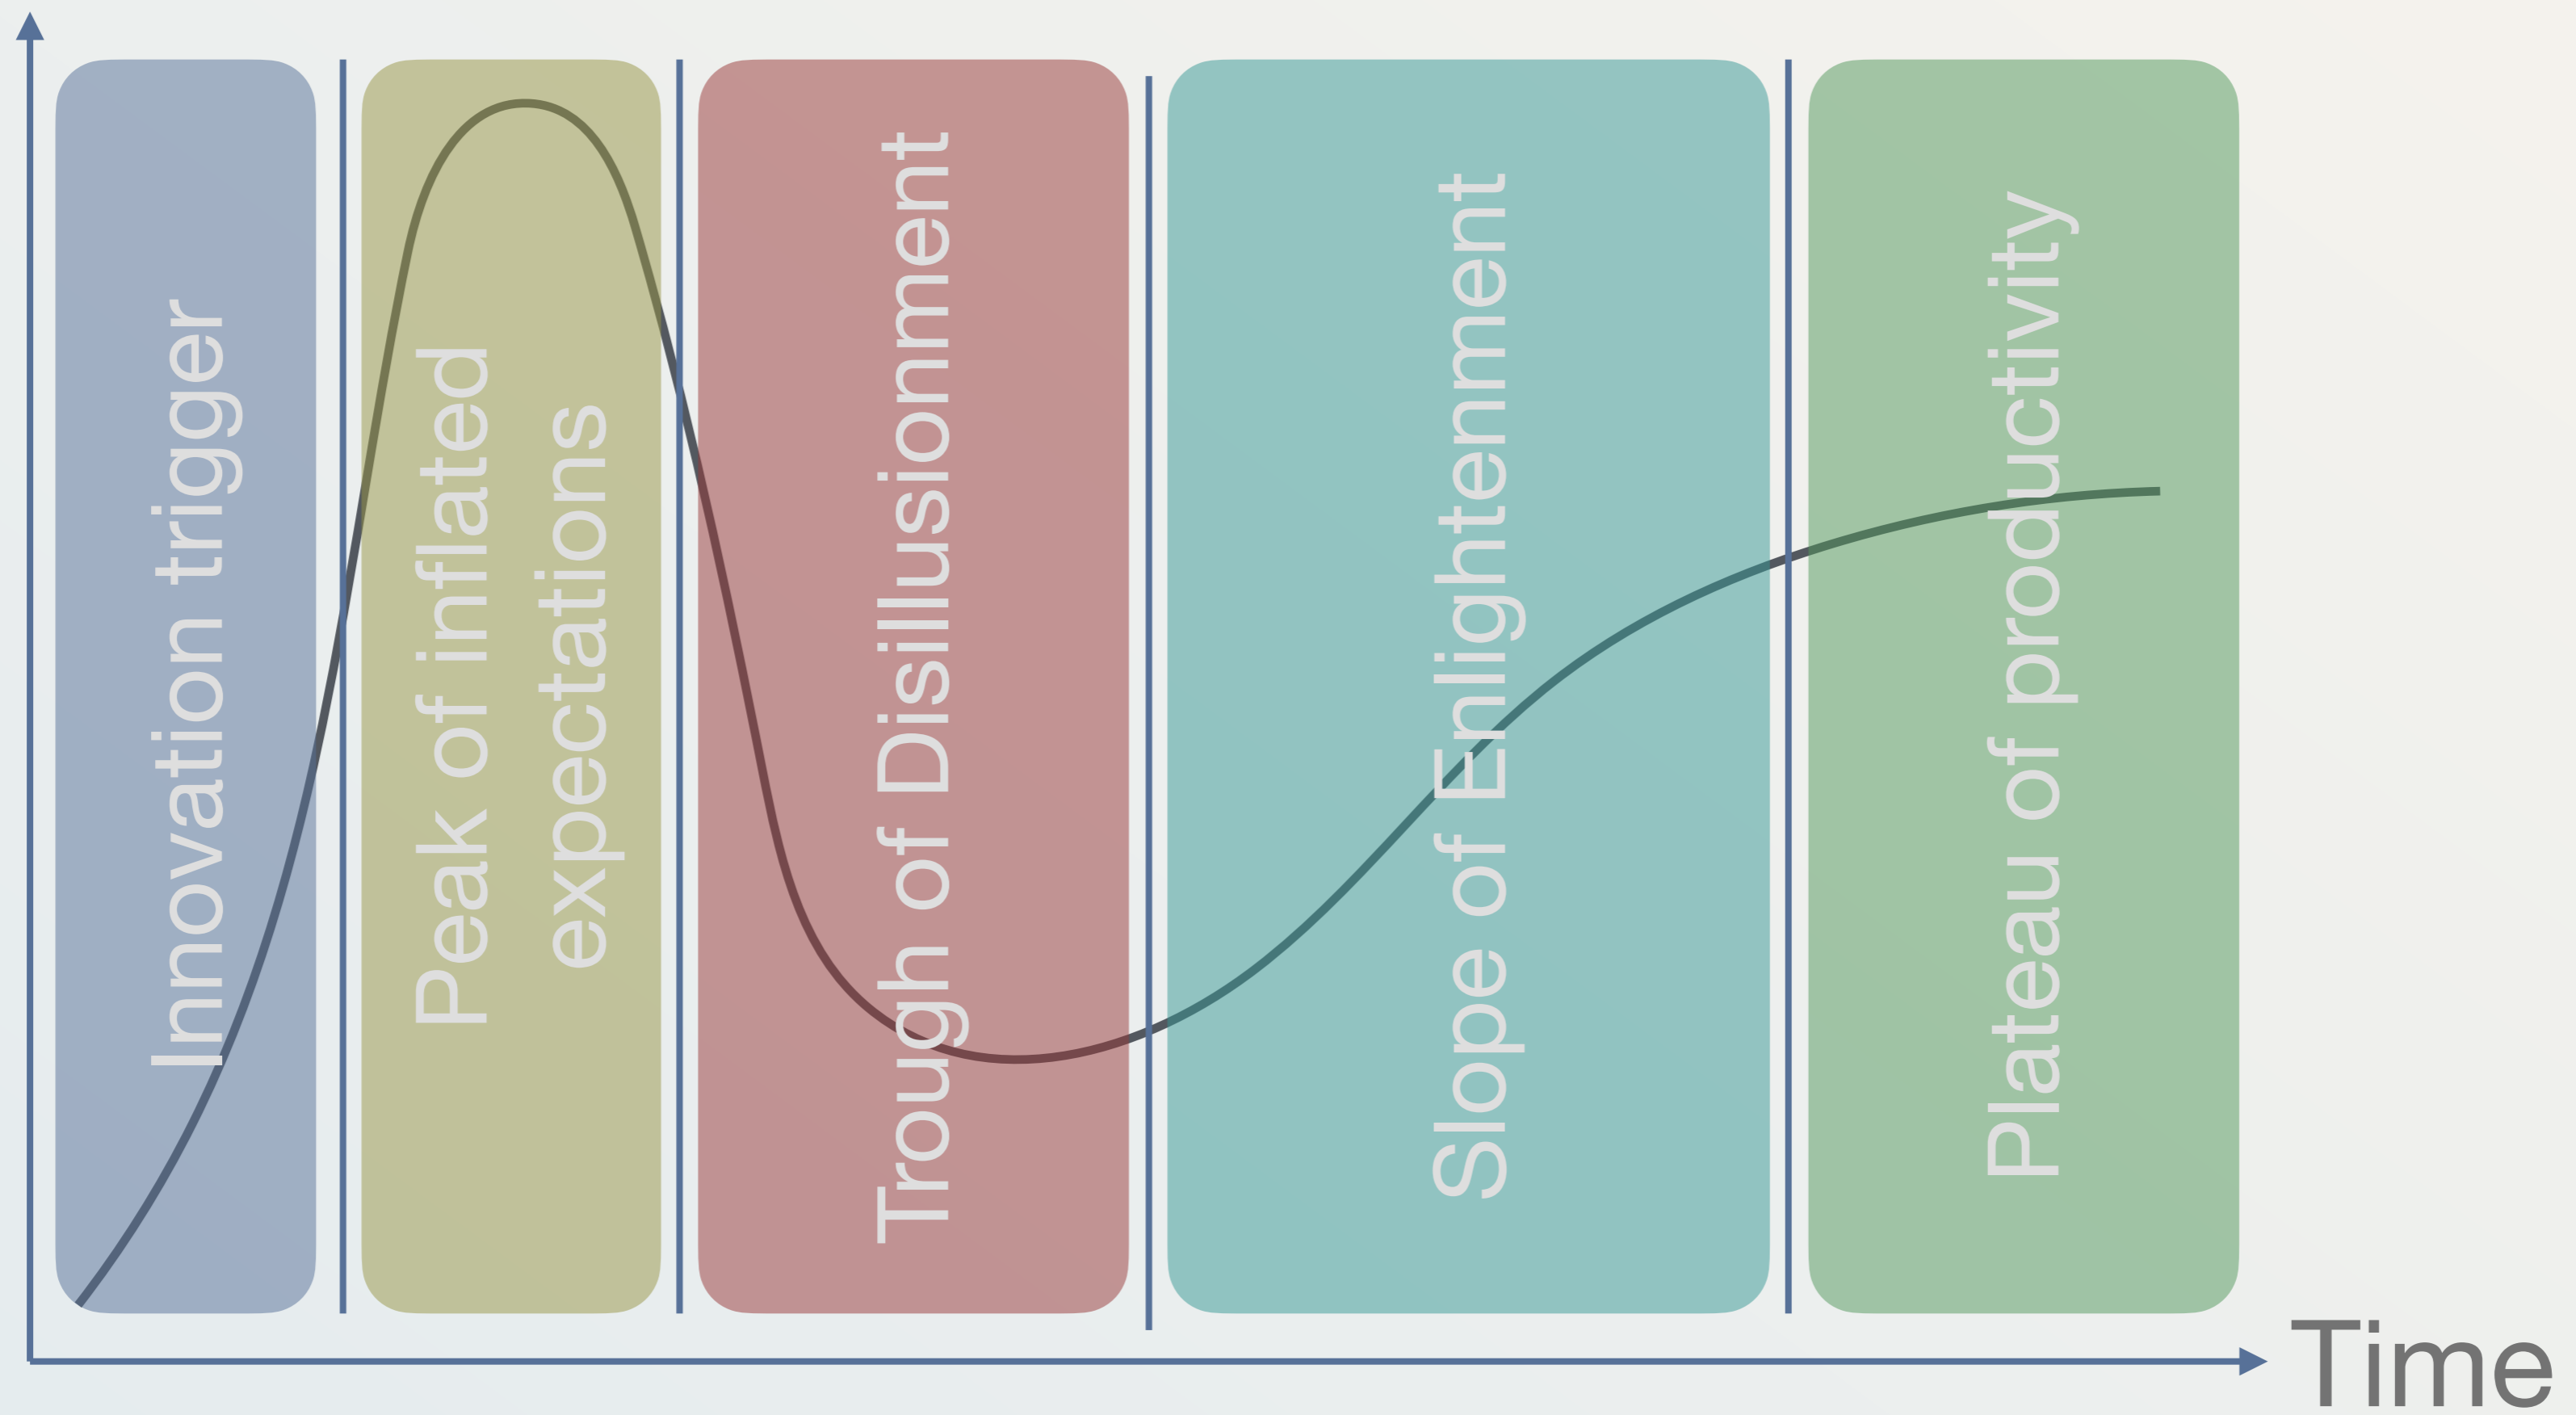 Innovation trigger
Peak of inflated
expectations
Trough of Disillusionment
Slope of Enlightenment
Plateau of productivity
Time